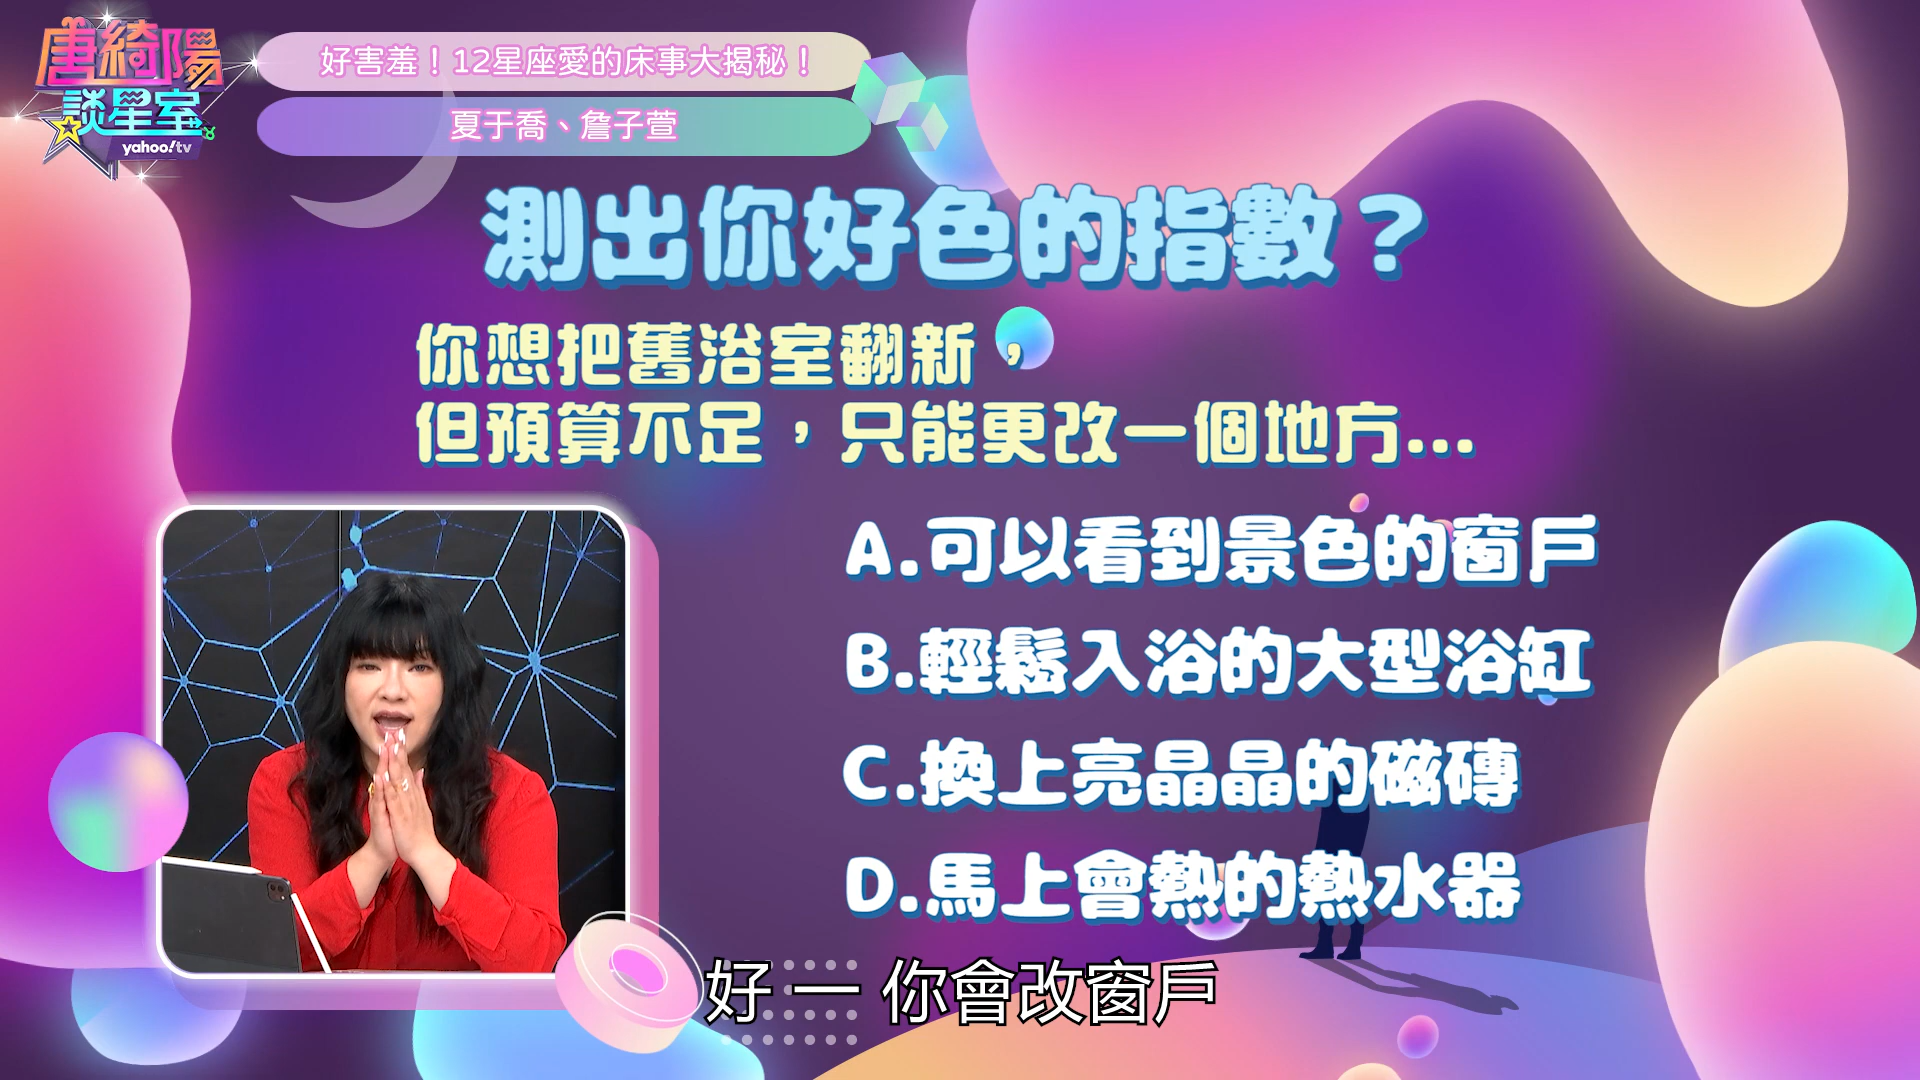 唐綺陽
談星室
yahoo!tv
好害羞！12星座愛的床事大揭秘！
夏于喬、詹子萱
測出你好色的指數？
你想把舊浴室翻新，
但預算不足，只能更改一個地方...
A.可以看到景色的窗戶
B.輕鬆入浴的大型浴缸
C.換上亮晶晶的磁磚
D.馬上會熱的熱水器
好 一 你會改窗戶